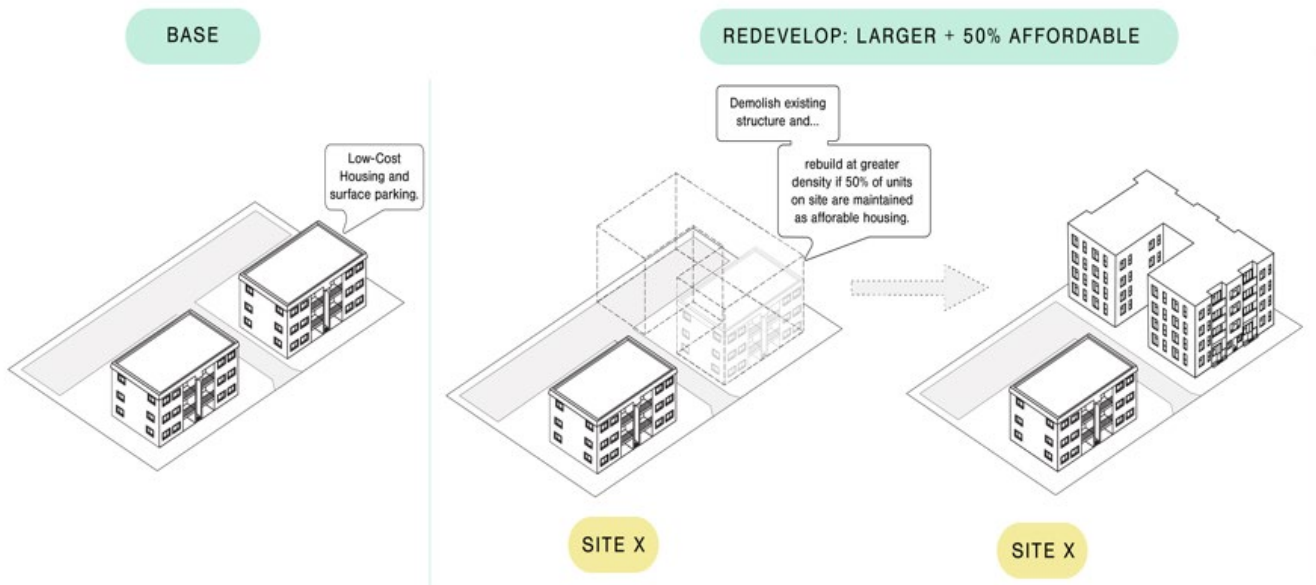 BASE
REDEVELOP: LARGER + 50% AFFORDABLE
Low-Cost
Housing and
surface parking.
Demolish existing
structure and...
rebuild at greater
density if 50% of units
on site are maintained
as afforable housing.
SITE X
SITE X